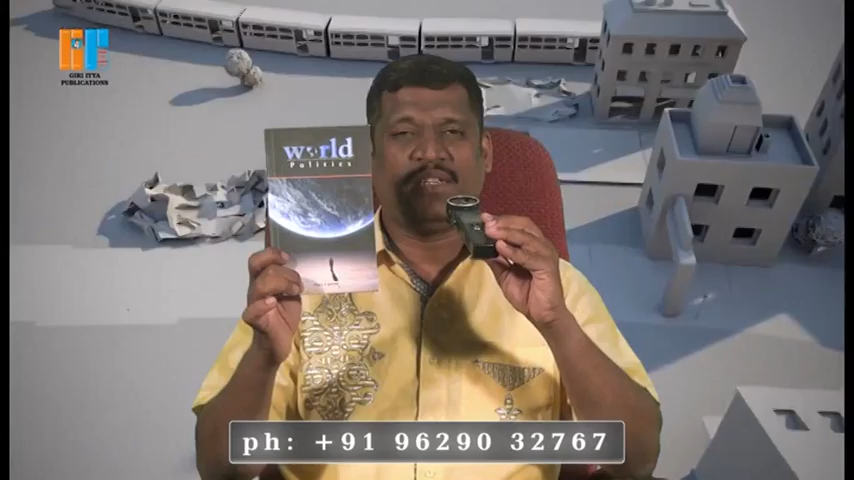 GIRI ITYA
PUBLICATIONS
world
Politics
ph: +91 96290 32767